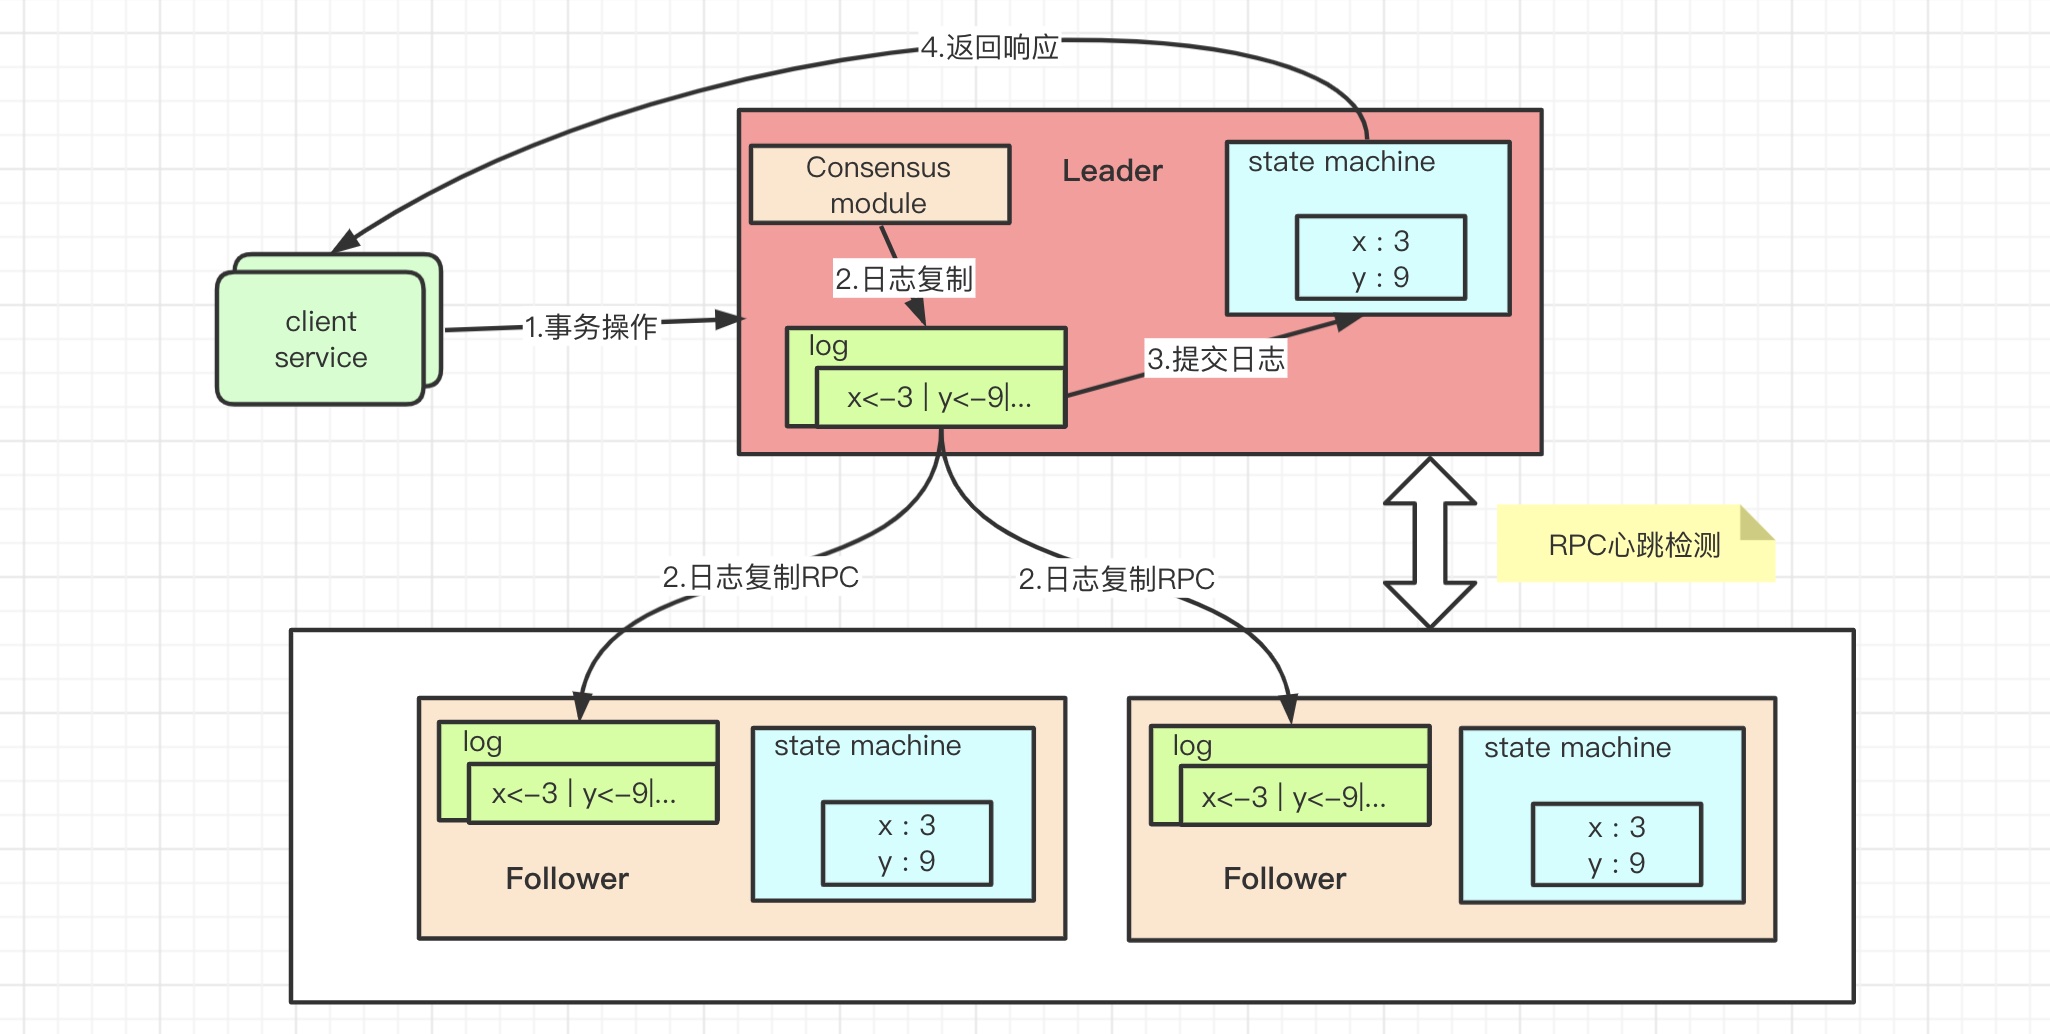 4.返回响应
Consensus
module
Leader
state machine
x : 3
y : 9
2.日志复制
client
service
1.事务操作
log
x<-3 | y<-9|...
3.提交日志
RPC心跳检测
2.日志复制RPC
2.日志复制RPC
log
x<-3 | y<-9|...
state machine
x : 3
y : 9
Follower
log
x<-3 | y<-9|...
state machine
x : 3
y : 9
Follower